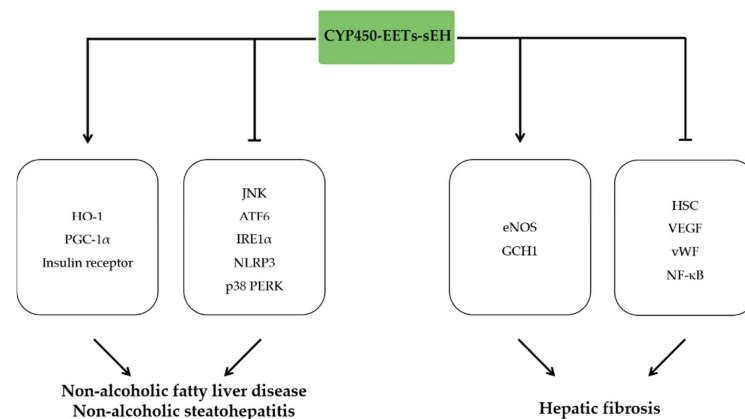 CYP450-EETs-sEH
HO-1
PGC-1α
Insulin receptor
JNK
ATF6
IRE1α
NLRP3
p38 PERK
eNOS
GCH1
HSC
VEGF
vWF
NF-κB
Non-alcoholic fatty liver disease
Non-alcoholic steatohepatitis
Hepatic fibrosis